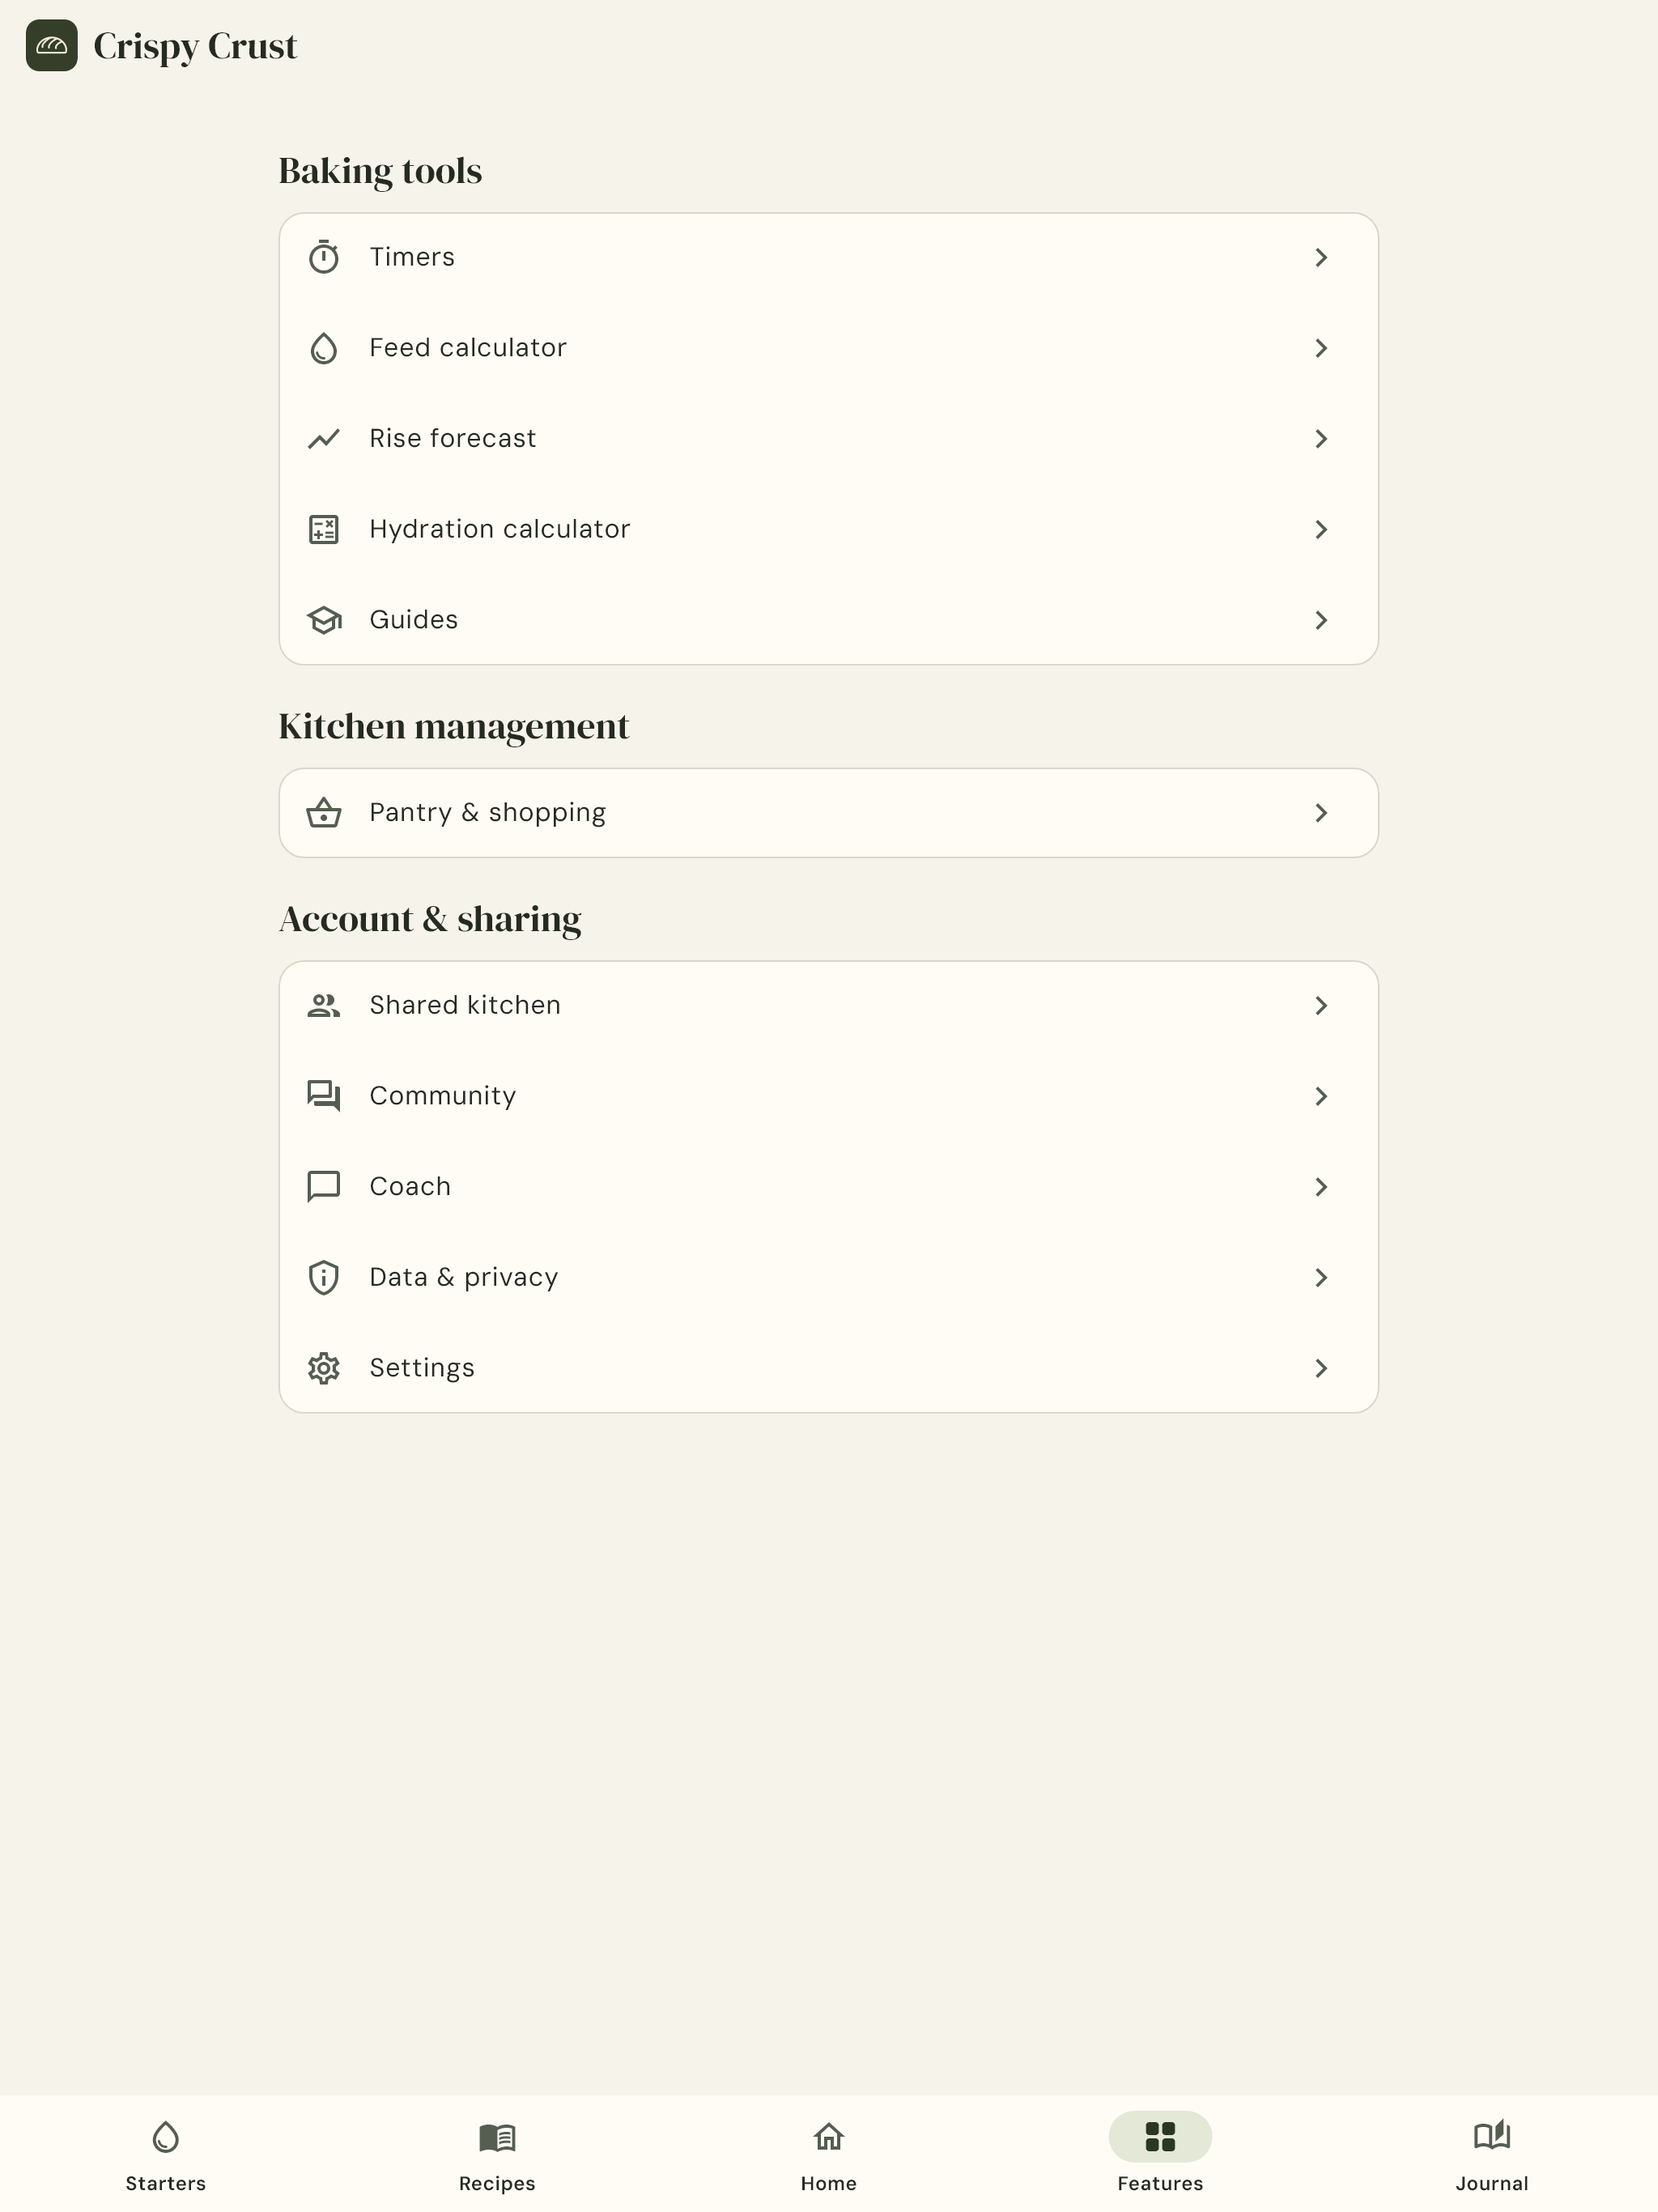 Crispy Crust
Baking tools
Timers
Feed calculator
Rise forecast
Hydration calculator
Guides
Kitchen management
Pantry & shopping
Account & sharing
Shared kitchen
Community
Coach
Data & privacy
Settings
Starters
Recipes
Home
Features
Journal